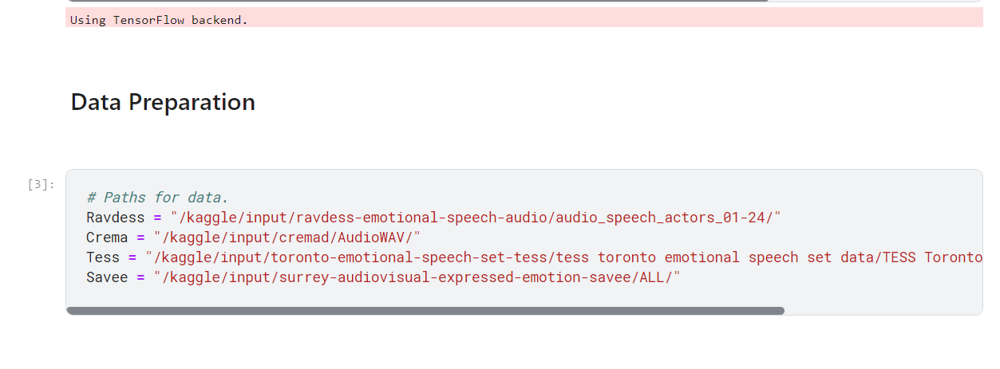 Using TensorFlow backend.
Data Preparation
[3]:
# Paths for data.
Ravdess = "/kaggle/input/ravdess-emotional-speech-audio/audio_speech_actors_01-24/"
Crema = "/kaggle/input/cremad/AudioWAV/"
Tess = "/kaggle/input/toronto-emotional-speech-set-tess/tess toronto emotional speech set data/TESS Toronto
Savee = "/kaggle/input/surrey-audiovisual-expressed-emotion-savee/ALL/"